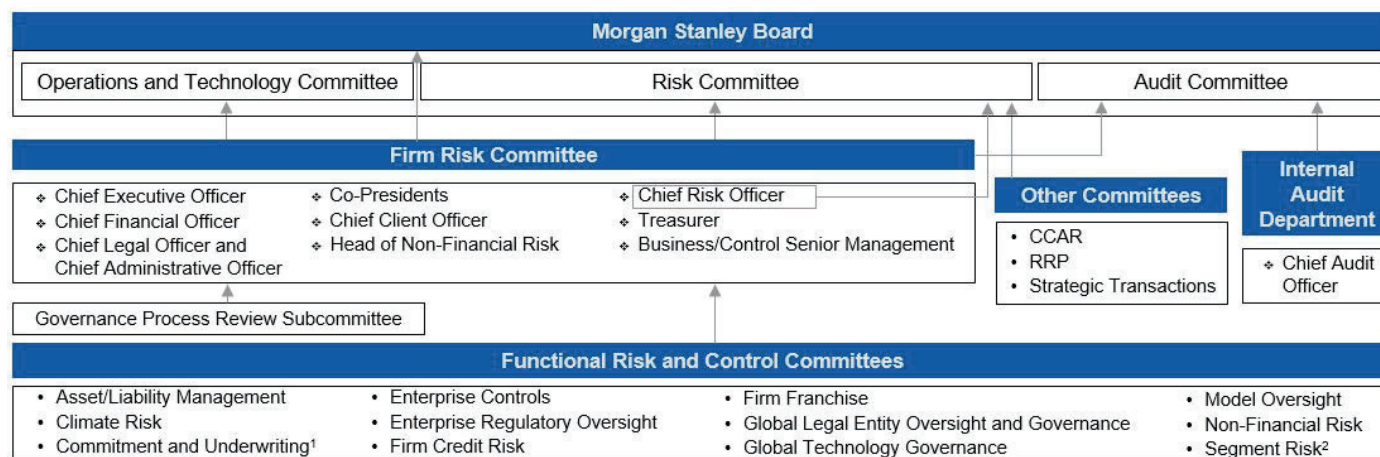 Morgan Stanley Board
Operations and Technology Committee
Risk Committee
Audit Committee
Firm Risk Committee
❖ Chief Executive Officer
❖ Chief Financial Officer
❖ Chief Legal Officer and
Chief Administrative Officer
❖ Co-Presidents
❖ Chief Client Officer
❖ Head of Non-Financial Risk
❖ Chief Risk Officer
❖ Treasurer
❖ Business/Control Senior Management
Other Committees
• CCAR
• RRP
• Strategic Transactions
Internal
Audit
Department
❖ Chief Audit
Officer
Governance Process Review Subcommittee
Functional Risk and Control Committees
• Asset/Liability Management
• Climate Risk
• Commitment and Underwriting¹
• Enterprise Controls
• Enterprise Regulatory Oversight
• Firm Credit Risk
• Firm Franchise
• Global Legal Entity Oversight and Governance
• Global Technology Governance
• Model Oversight
• Non-Financial Risk
• Segment Risk²